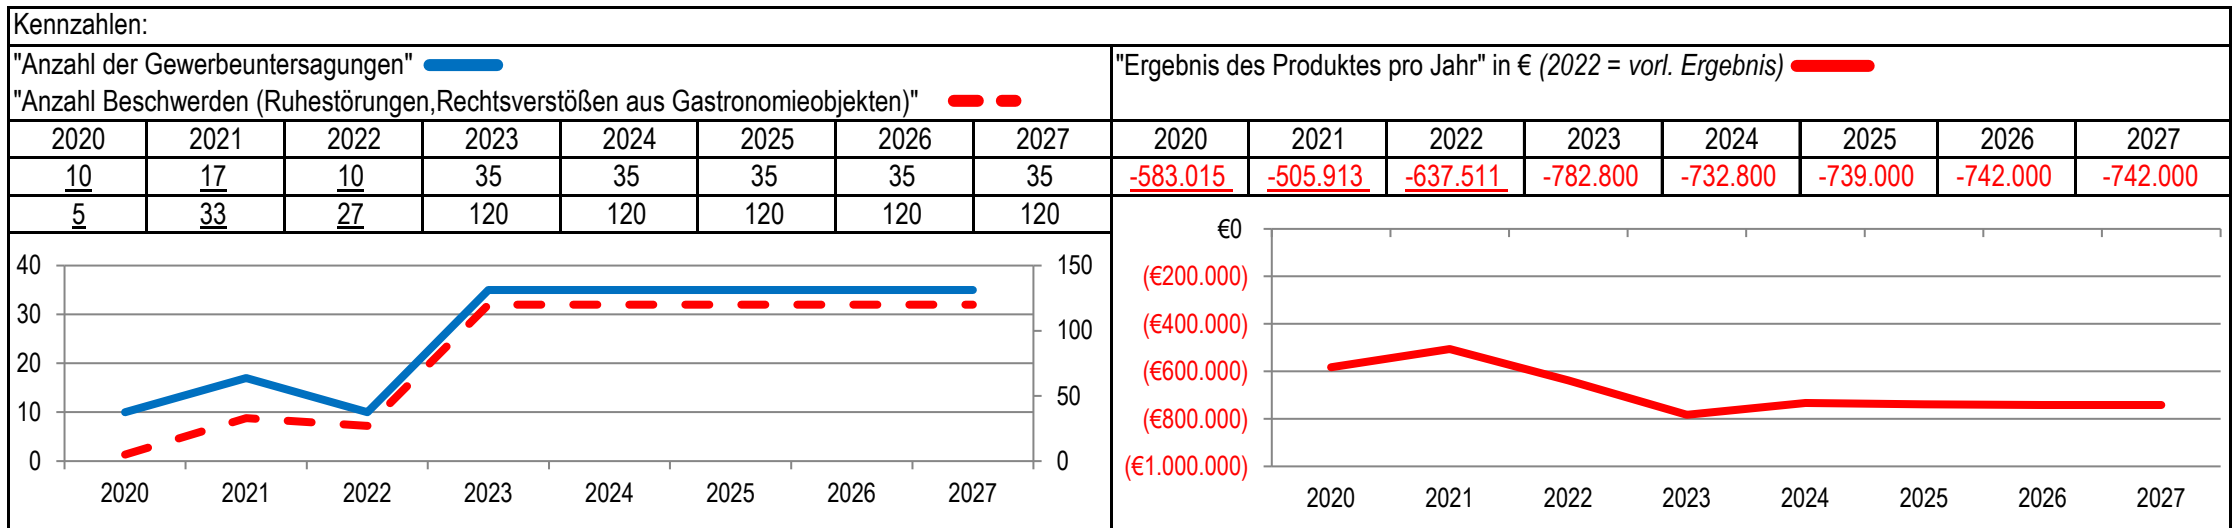 Kennzahlen:
"Anzahl der Gewerbeuntersagungen"
"Anzahl Beschwerden (Ruhestörungen,Rechtsverstößen aus Gastronomieobjekten)"
2020 2021 2022 2023 2024 2025 2026 2027
10 17 10 35 35 35 35 35
5 33 27 120 120 120 120 120
40
30
20
10
0
150
100
50
0
2020 2021 2022 2023 2024 2025 2026 2027
"Ergebnis des Produktes pro Jahr" in € (2022 = vorl. Ergebnis)
2020 2021 2022 2023 2024 2025 2026 2027
-583.015 -505.913 -637.511 -782.800 -732.800 -739.000 -742.000 -742.000
€0
(€200.000)
(€400.000)
(€600.000)
(€800.000)
(€1.000.000)
2020 2021 2022 2023 2024 2025 2026 2027